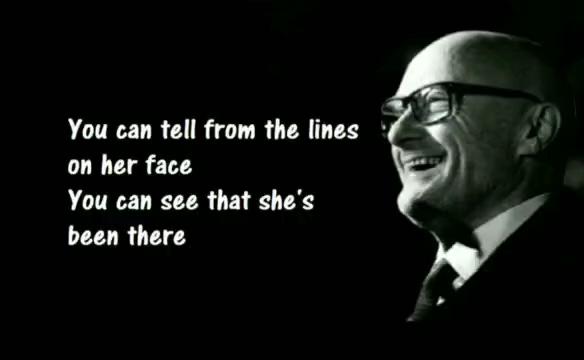 You can tell from the lines
on her face
You can see that she's
been there